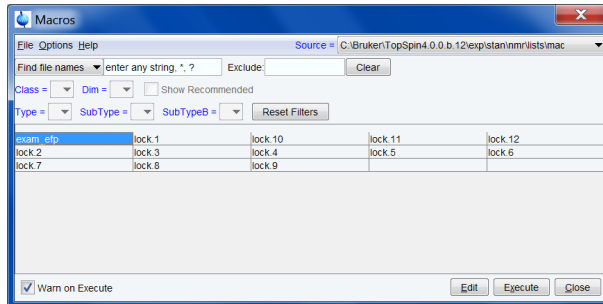 Macros
File Options Help Source = C:\Bruker\TopSpin4.0.0.b.12\exp\stan\nmr\lists\mac
Find file names enter any string, *, ? Exclude: Clear
Class = Dim = Show Recommended
Type = SubType = SubTypeB = Reset Filters
exam_efp lock.1 lock.10 lock.11 lock.12
lock.2 lock.3 lock.4 lock.5 lock.6
lock.7 lock.8 lock.9
Warn on Execute Edit Execute Close